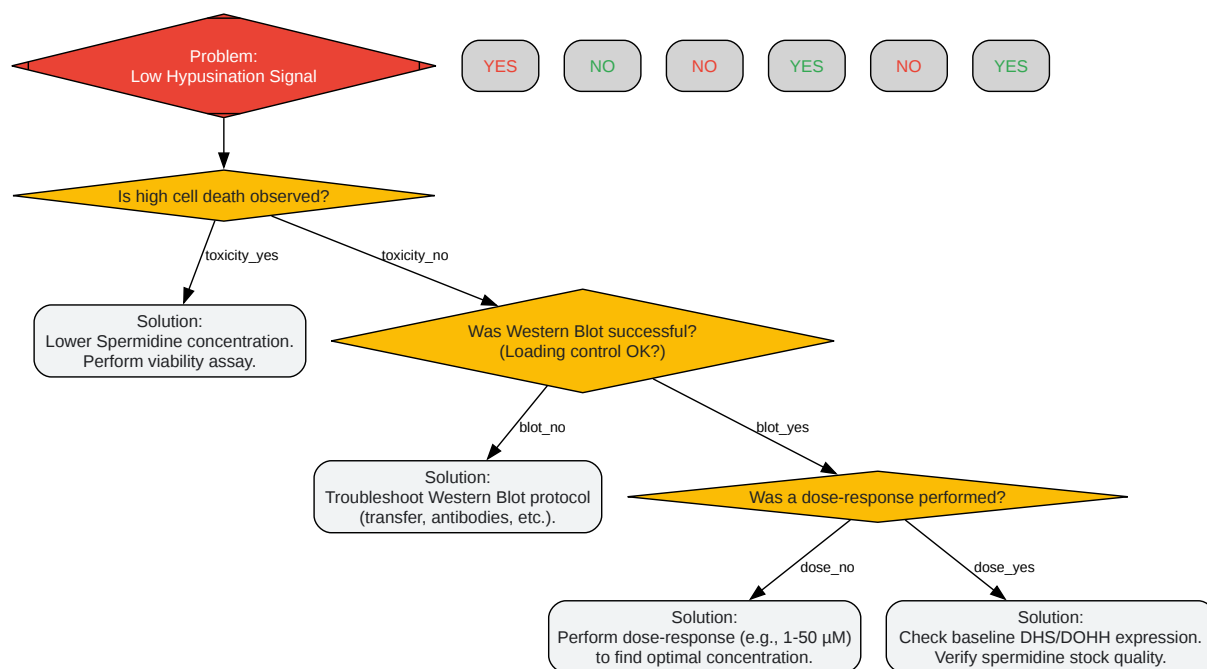 Problem:
Low Hypusination Signal
YES
NO
NO
YES
NO
YES
Is high cell death observed?
toxicity_yes
toxicity_no
Solution:
Lower Spermidine concentration.
Perform viability assay.
Was Western Blot successful?
(Loading control OK?)
blot_no
blot_yes
Solution:
Troubleshoot Western Blot protocol
(transfer, antibodies, etc.).
Was a dose-response performed?
dose_no
dose_yes
Solution:
Perform dose-response (e.g., 1-50 µM)
to find optimal concentration.
Solution:
Check baseline DHS/DOHH expression.
Verify spermidine stock quality.